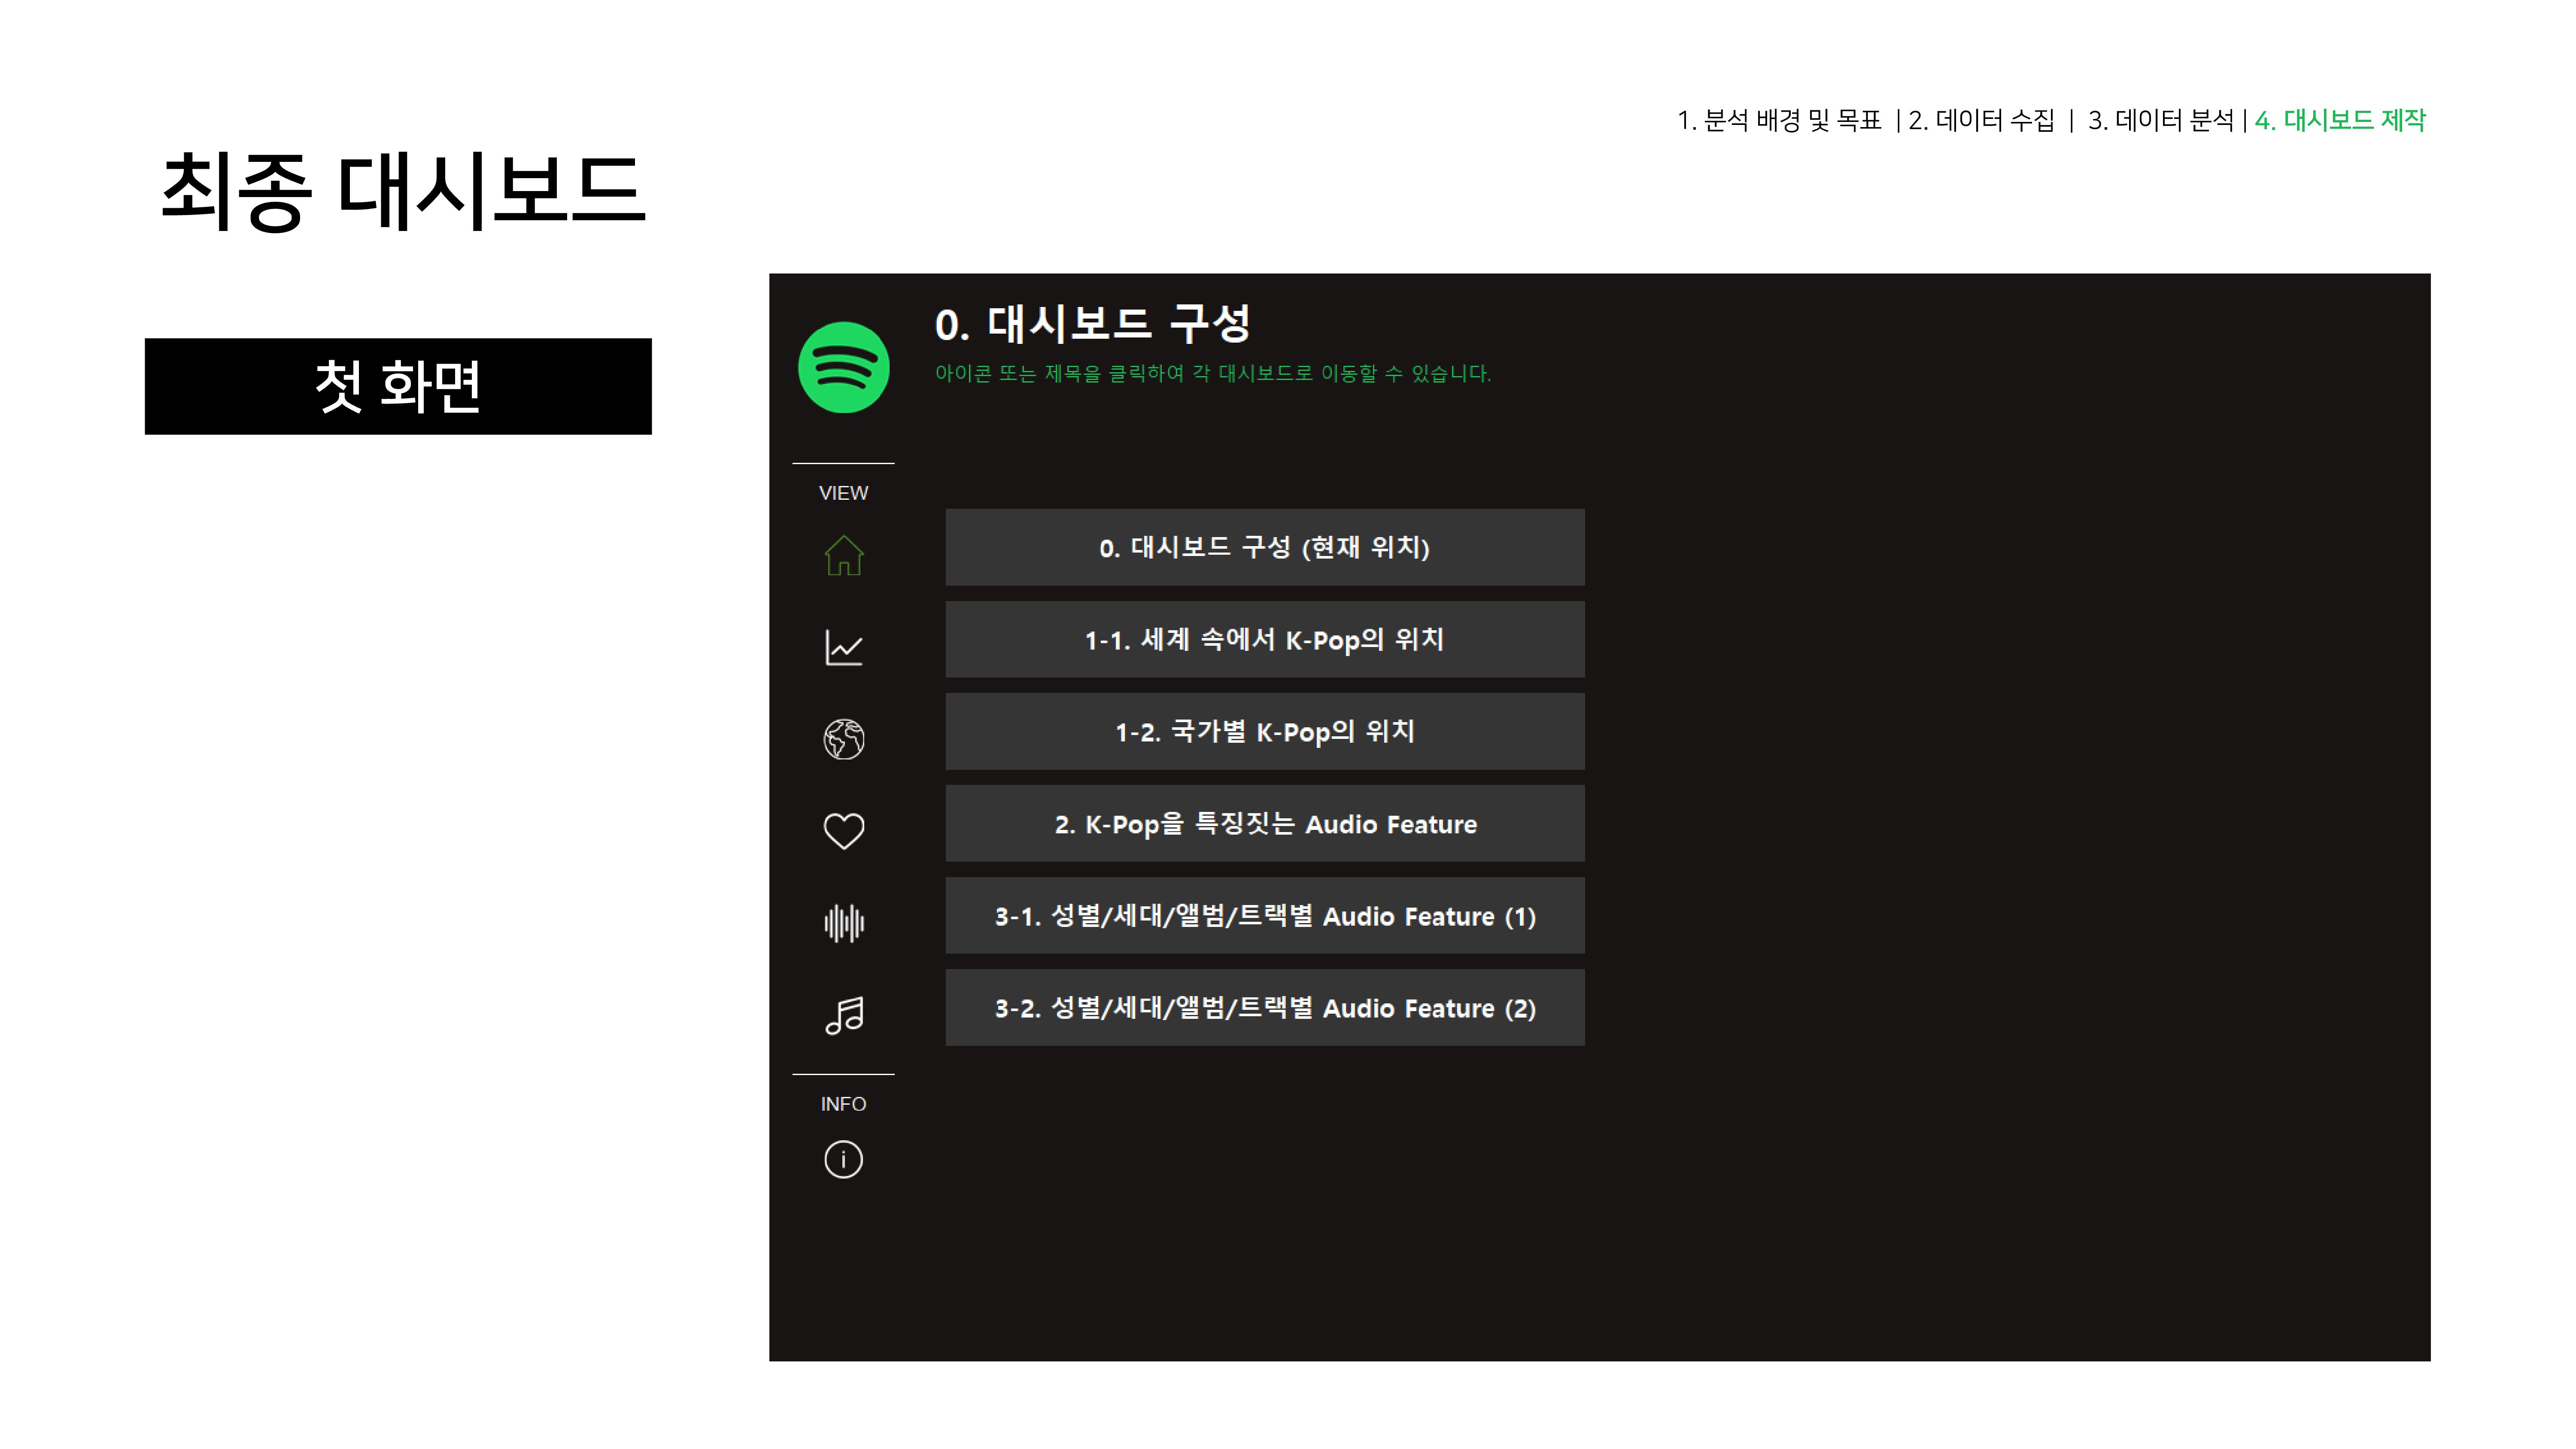 1. 분석 배경 및 목표 | 2. 데이터 수집 | 3. 데이터 분석 | 4. 대시보드 제작
최종 대시보드
첫 화면
0. 대시보드 구성
아이콘 또는 제목을 클릭하여 각 대시보드로 이동할 수 있습니다.
VIEW
0. 대시보드 구성 (현재 위치)
1-1. 세계 속에서 K-Pop의 위치
1-2. 국가별 K-Pop의 위치
2. K-Pop을 특징짓는 Audio Feature
3-1. 성별/세대/앨범/트랙별 Audio Feature (1)
3-2. 성별/세대/앨범/트랙별 Audio Feature (2)
INFO